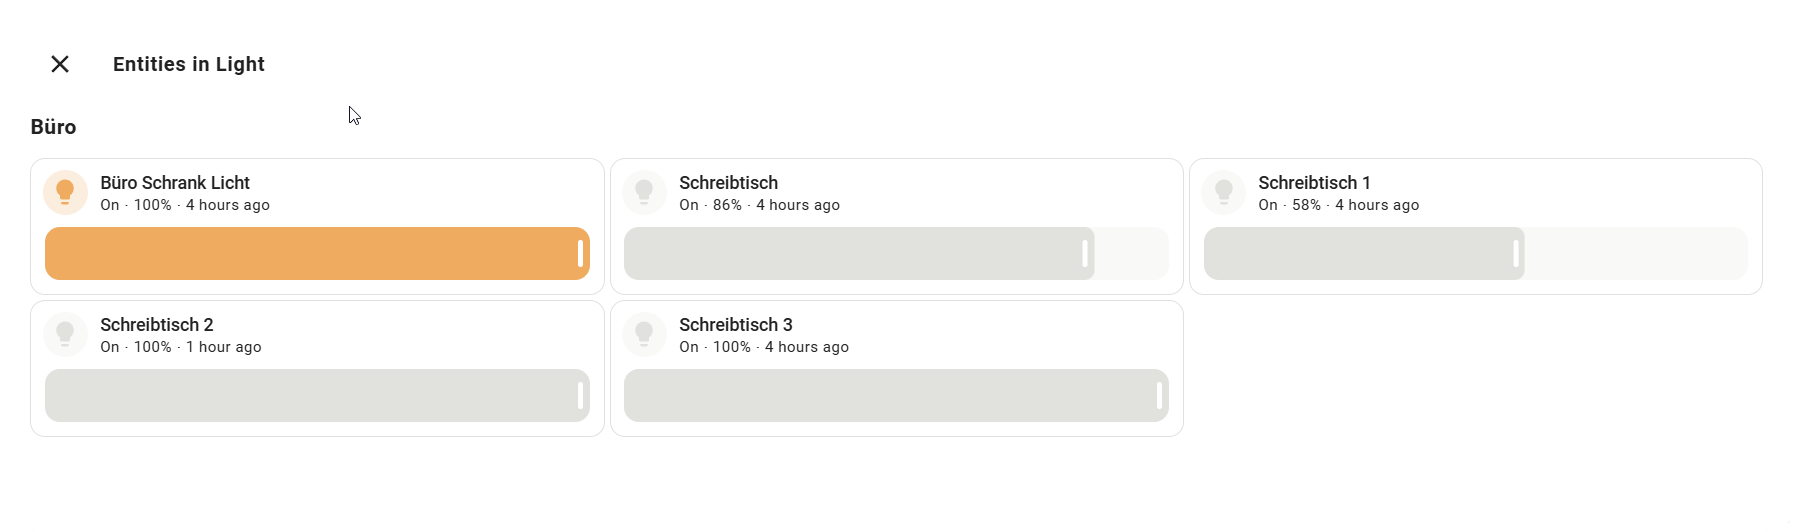 Entities in Light
Büro
Büro Schrank Licht
On · 100% · 4 hours ago
Schreibtisch
On · 86% · 4 hours ago
Schreibtisch 1
On · 58% · 4 hours ago
Schreibtisch 2
On · 100% · 1 hour ago
Schreibtisch 3
On · 100% · 4 hours ago